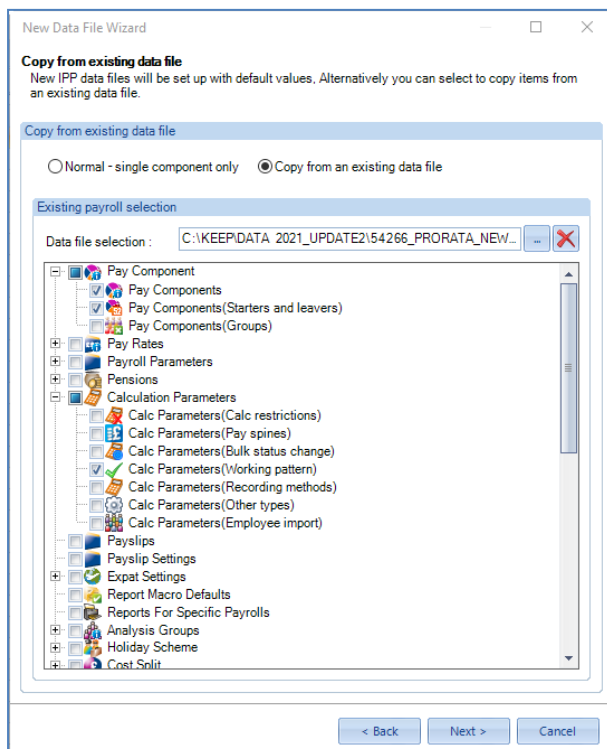 New Data File Wizard
Copy from existing data file
New IPP data files will be set up with default values, Alternatively you can select to copy items from
an existing data file.
Copy from existing data file
Normal - single component only Copy from an existing data file
Existing payroll selection
Data file selection : C:\KEEP\DATA 2021_UPDATE2\54266_PRORATA_NEW... ...
Pay Component
Pay Components
Pay Components(Starters and leavers)
Pay Components(Groups)
Pay Rates
Payroll Parameters
Pensions
Calculation Parameters
Calc Parameters(Calc restrictions)
Calc Parameters(Pay spines)
Calc Parameters(Bulk status change)
Calc Parameters(Working pattern)
Calc Parameters(Recording methods)
Calc Parameters(Other types)
Calc Parameters(Employee import)
Payslips
Payslip Settings
Expat Settings
Report Macro Defaults
Reports For Specific Payrolls
Analysis Groups
Holiday Scheme
Cost Split
< Back Next > Cancel